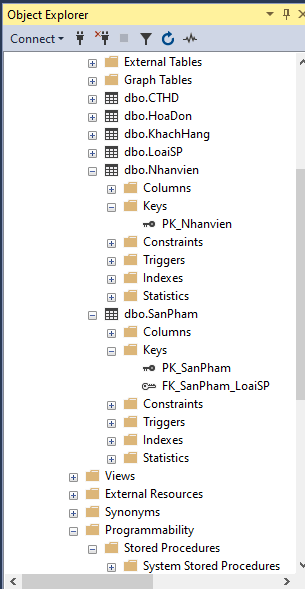 Object Explorer
Connect
External Tables
Graph Tables
dbo.CTHD
dbo.HoaDon
dbo.KhachHang
dbo.LoaiSP
dbo.Nhanvien
Columns
Keys
PK_Nhanvien
Constraints
Triggers
Indexes
Statistics
dbo.SanPham
Columns
Keys
PK_SanPham
FK_SanPham_LoaiSP
Constraints
Triggers
Indexes
Statistics
Views
External Resources
Synonyms
Programmability
Stored Procedures
System Stored Procedures